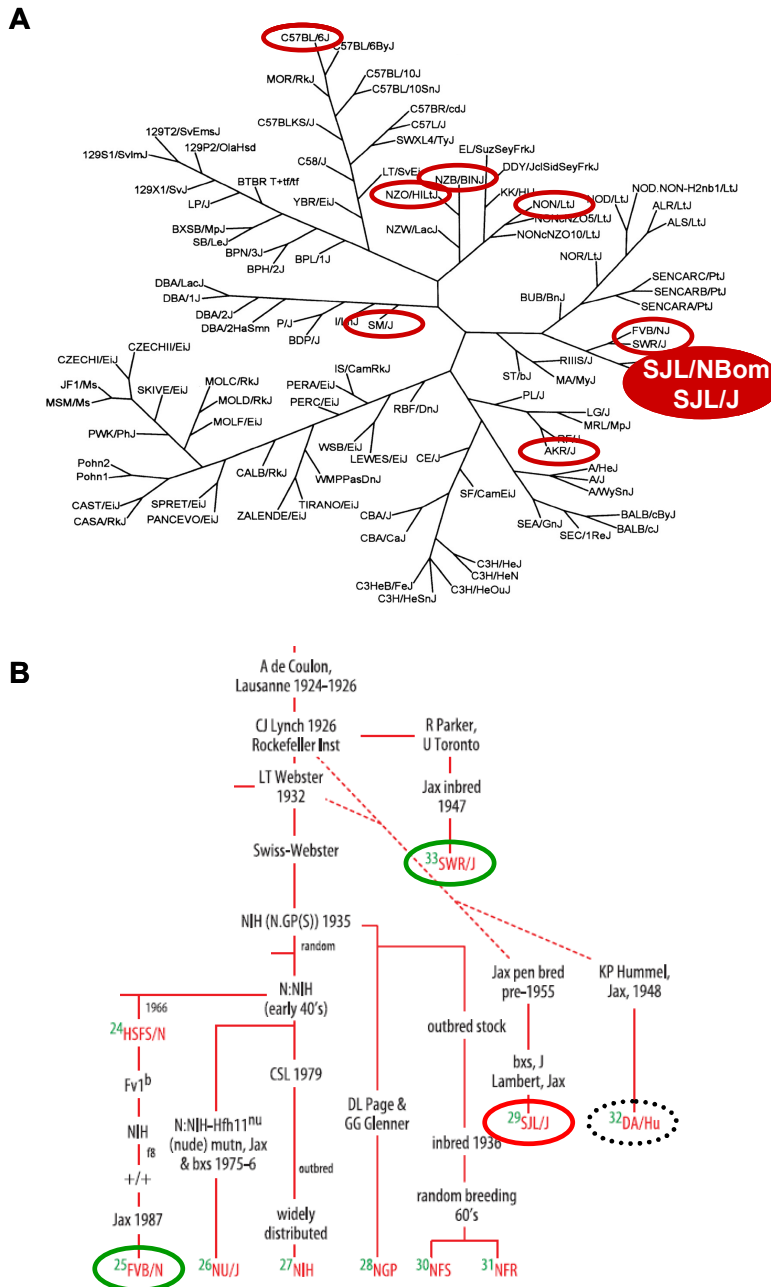 A
C57BL/6J
C57BL/6ByJ
MOR/RkJ
C57BL/10J
C57BL/10SnJ
C57BLKS/J
C57BR/cdJ
C57L/J
SWXL4/TyJ
129T2/SvEmsJ
129P2/OlaHsd
129S1/SvImJ
C58/J
LT/SvEi
EL/SuzSeyFrkJ
DDY/JclSidSeyFrkJ
NZB/BINJ
NZO/HILtJ
KK/HIJ
NON/LtJ
NOD/LtJ
NOD.NON-H2nb1/LtJ
ALR/LtJ
ALS/LtJ
129X1/SvJ
BTBR T+tf/tf
LP/J
YBR/EiJ
NONcNZO5/LtJ
NONcNZO10/LtJ
NZW/LacJ
BXSB/MpJ
SB/LeJ
BPN/3J
BPH/2J
BPL/1J
NOR/LtJ
SENCARC/PtJ
SENCARB/PtJ
SENCARA/PtJ
BUB/BnJ
DBA/LacJ
DBA/1J
DBA/2J
DBA/2HaSmn
P/J
BDP/J
I/LnJ
SM/J
FVB/NJ
SWR/J
SJL/NBom
SJL/J
RIIIS/J
ST/bJ
MA/MyJ
CZECHII/EiJ
CZECHI/EiJ
JF1/Ms
MSM/Ms
SKIVE/EiJ
MOLC/RkJ
MOLD/RkJ
MOLF/EiJ
PWK/PhJ
IS/CamRkJ
PERA/EiJ
PERC/EiJ
RBF/DnJ
WSB/EiJ
LEWES/EiJ
WMPPasDnJ
PL/J
LG/J
MRL/MpJ
RF/J
AKR/J
CE/J
A/HeJ
A/J
A/WySnJ
Pohn2
Pohn1
CAST/EiJ
CASA/RkJ
SPRET/EiJ
PANCEVO/EiJ
CALB/RkJ
ZALENDE/EiJ
TIRANO/EiJ
SF/CamEiJ
CBA/J
CBA/CaJ
SEA/GnJ
SEC/1ReJ
BALB/cByJ
BALB/cJ
C3H/HeJ
C3H/HeN
C3H/HeOuJ
C3HeB/FeJ
C3H/HeSnJ
B
A de Coulon,
Lausanne 1924-1926
CJ Lynch 1926
Rockefeller Inst
R Parker,
U Toronto
LT Webster
1932
Jax inbred
1947
Swiss-Webster
33SWR/J
NIH (N.GP(S)) 1935
random
N:NIH
(early 40's)
Jax pen bred
pre-1955
KP Hummel,
Jax, 1948
1966
24HSFS/N
outbred stock
Fv1b
CSL 1979
bxs, J
Lambert, Jax
DL Page &
GG Glenner
N:NIH-Hfh11nu
(nude) mutn, Jax
& bxs 1975-6
29SJL/J
32DA/Hu
NIH
f8
inbred 1936
outbred
+/+
random breeding
60's
Jax 1987
widely
distributed
25FVB/N
26NU/J
27NIH
28NGP
30NFS
31NFR